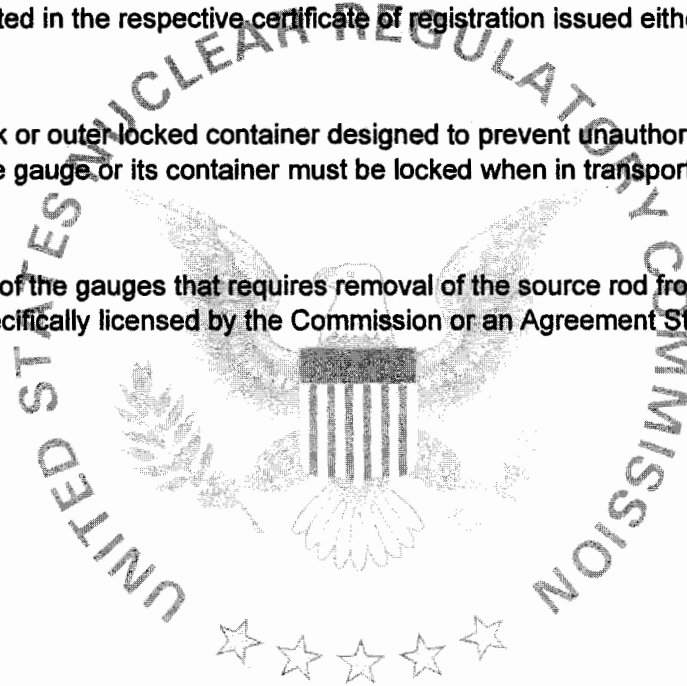 ted in the respective certificate of registration issued eithe
k or outer locked container designed to prevent unauthor
e gauge or its container must be locked when in transport
of the gauges that requires removal of the source rod fro
ecifically licensed by the Commission or an Agreement St
UNITED STATES NUCLEAR REGULATORY COMMISSION